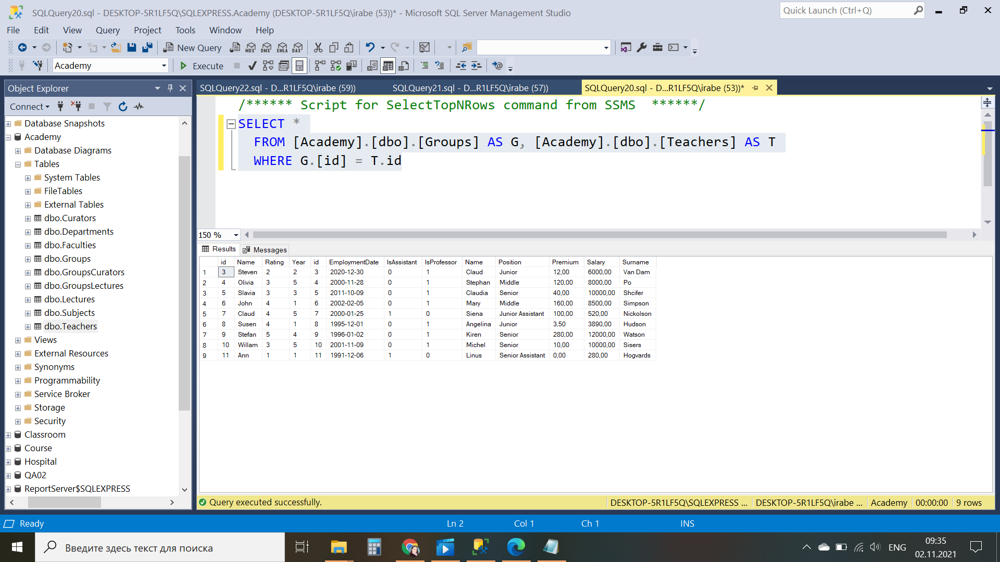 SQLQuery20.sql - DESKTOP-5R1LF5Q\SQLEXPRESS.Academy (DESKTOP-5R1LF5Q\irabe (53))* - Microsoft SQL Server Management Studio
Quick Launch (Ctrl+Q)
File Edit View Query Project Tools Window Help
New Query MDX DMX XMLA DAX
Academy Execute
Object Explorer
SQLQuery22.sql - D...R1LF5Q\irabe (59)) SQLQuery21.sql - D...R1LF5Q\irabe (57)) SQLQuery20.sql - D...R1LF5Q\irabe (53))*
Connect
Database Snapshots
Academy
Database Diagrams
Tables
System Tables
FileTables
External Tables
dbo.Curators
dbo.Departments
dbo.Faculties
dbo.Groups
dbo.GroupsCurators
dbo.GroupsLectures
dbo.Lectures
dbo.Subjects
dbo.Teachers
Views
External Resources
Synonyms
Programmability
Service Broker
Storage
Security
Classroom
Course
Hospital
QA02
ReportServer$SQLEXPRESS
/****** Script for SelectTopNRows command from SSMS ******/
SELECT *
FROM [Academy].[dbo].[Groups] AS G, [Academy].[dbo].[Teachers] AS T
WHERE G.[id] = T.id
150 %
Results Messages
id Name Rating Year id EmploymentDate IsAssistant IsProfessor Name Position Premium Salary Surname
1 3 Steven 2 2 3 2020-12-30 0 1 Claud Junior 12,00 6000,00 Van Dam
2 4 Olivia 3 5 4 2000-11-28 0 1 Stephan Middle 120,00 8000,00 Po
3 5 Slavia 3 3 5 2011-10-09 0 1 Claudia Senior 40,00 10000,00 Shcifer
4 6 John 4 1 6 2002-02-05 0 1 Mary Middle 160,00 8500,00 Simpson
5 7 Claud 4 5 7 2000-01-25 1 0 Siena Junior Assistant 100,00 520,00 Nickolson
6 8 Susen 4 1 8 1995-12-01 0 1 Angelina Junior 3,50 3890,00 Hudson
7 9 Stefan 5 4 9 1996-01-02 0 1 Kiren Senior 280,00 12000,00 Watson
8 10 Willam 3 5 10 2001-11-09 0 1 Michel Senior 10,00 10000,00 Sisers
9 11 Ann 1 1 11 1991-12-06 1 0 Linus Senior Assistant 0,00 280,00 Hogvards
Query executed successfully. DESKTOP-5R1LF5Q\SQLEXPRESS ... DESKTOP-5R1LF5Q\irabe ... Academy 00:00:00 9 rows
Ready Ln 2 Col 1 Ch 1 INS
Введите здесь текст для поиска
ENG
09:35
02.11.2021